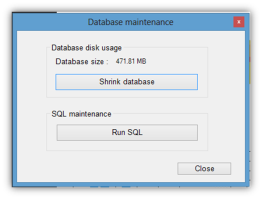 Database maintenance
x
Database disk usage
Database size : 471.81 MB
Shrink database
SQL maintenance
Run SQL
Close